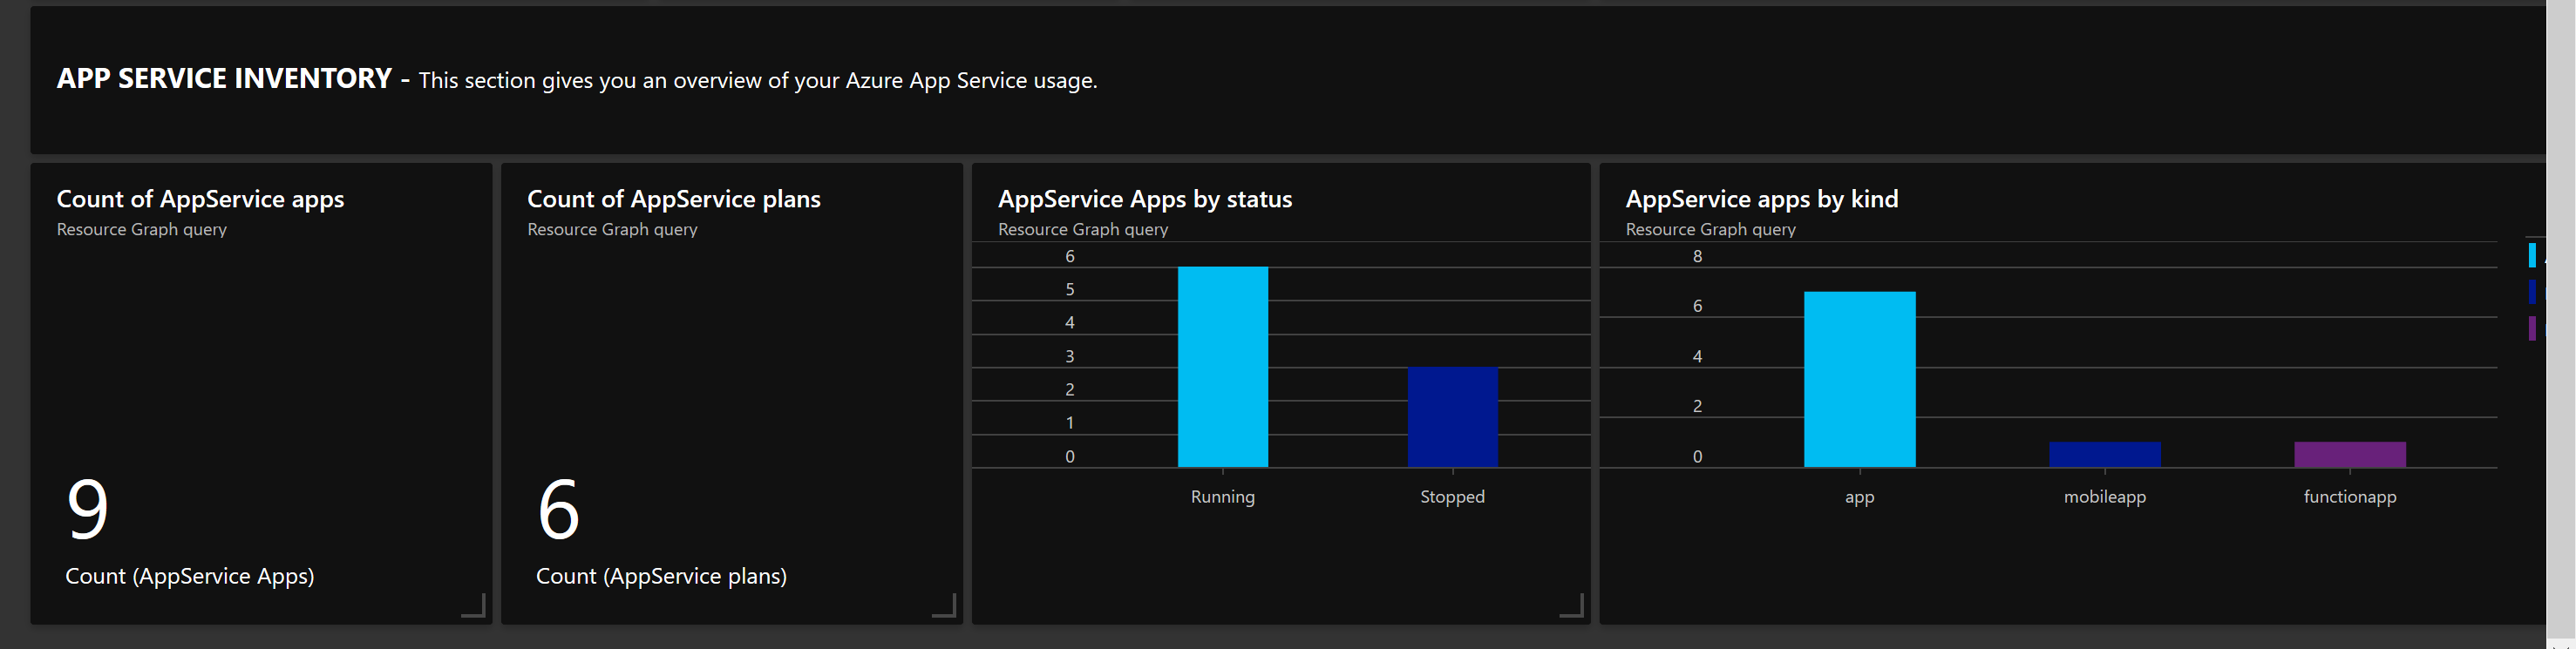 APP SERVICE INVENTORY - This section gives you an overview of your Azure App Service usage.
Count of AppService apps
Resource Graph query
9
Count (AppService Apps)
Count of AppService plans
Resource Graph query
6
Count (AppService plans)
AppService Apps by status
Resource Graph query
6
5
4
3
2
1
0
Running
Stopped
AppService apps by kind
Resource Graph query
8
6
4
2
0
app
mobileapp
functionapp